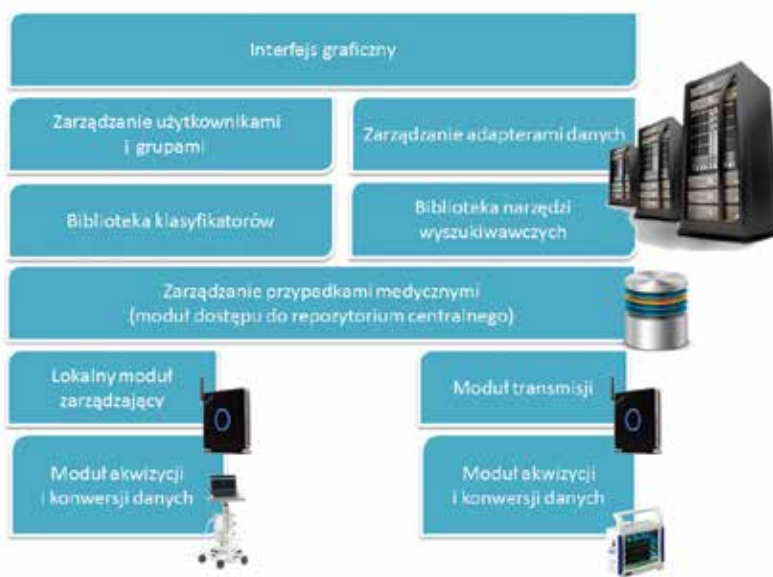 Interfejs graficzny
Zarządzanie użytkownikami
i grupami
Zarządzanie adapterami danych
Biblioteka klasyfikatorów
Biblioteka narzędzi
wyszukiwawczych
Zarządzanie przypadkami medycznymi
(moduł dostępu do repozytorium centralnego)
Lokalny moduł
zarządzający
Moduł transmisji
Moduł akwizycji
i konwersji danych
Moduł akwizycji
i konwersji danych